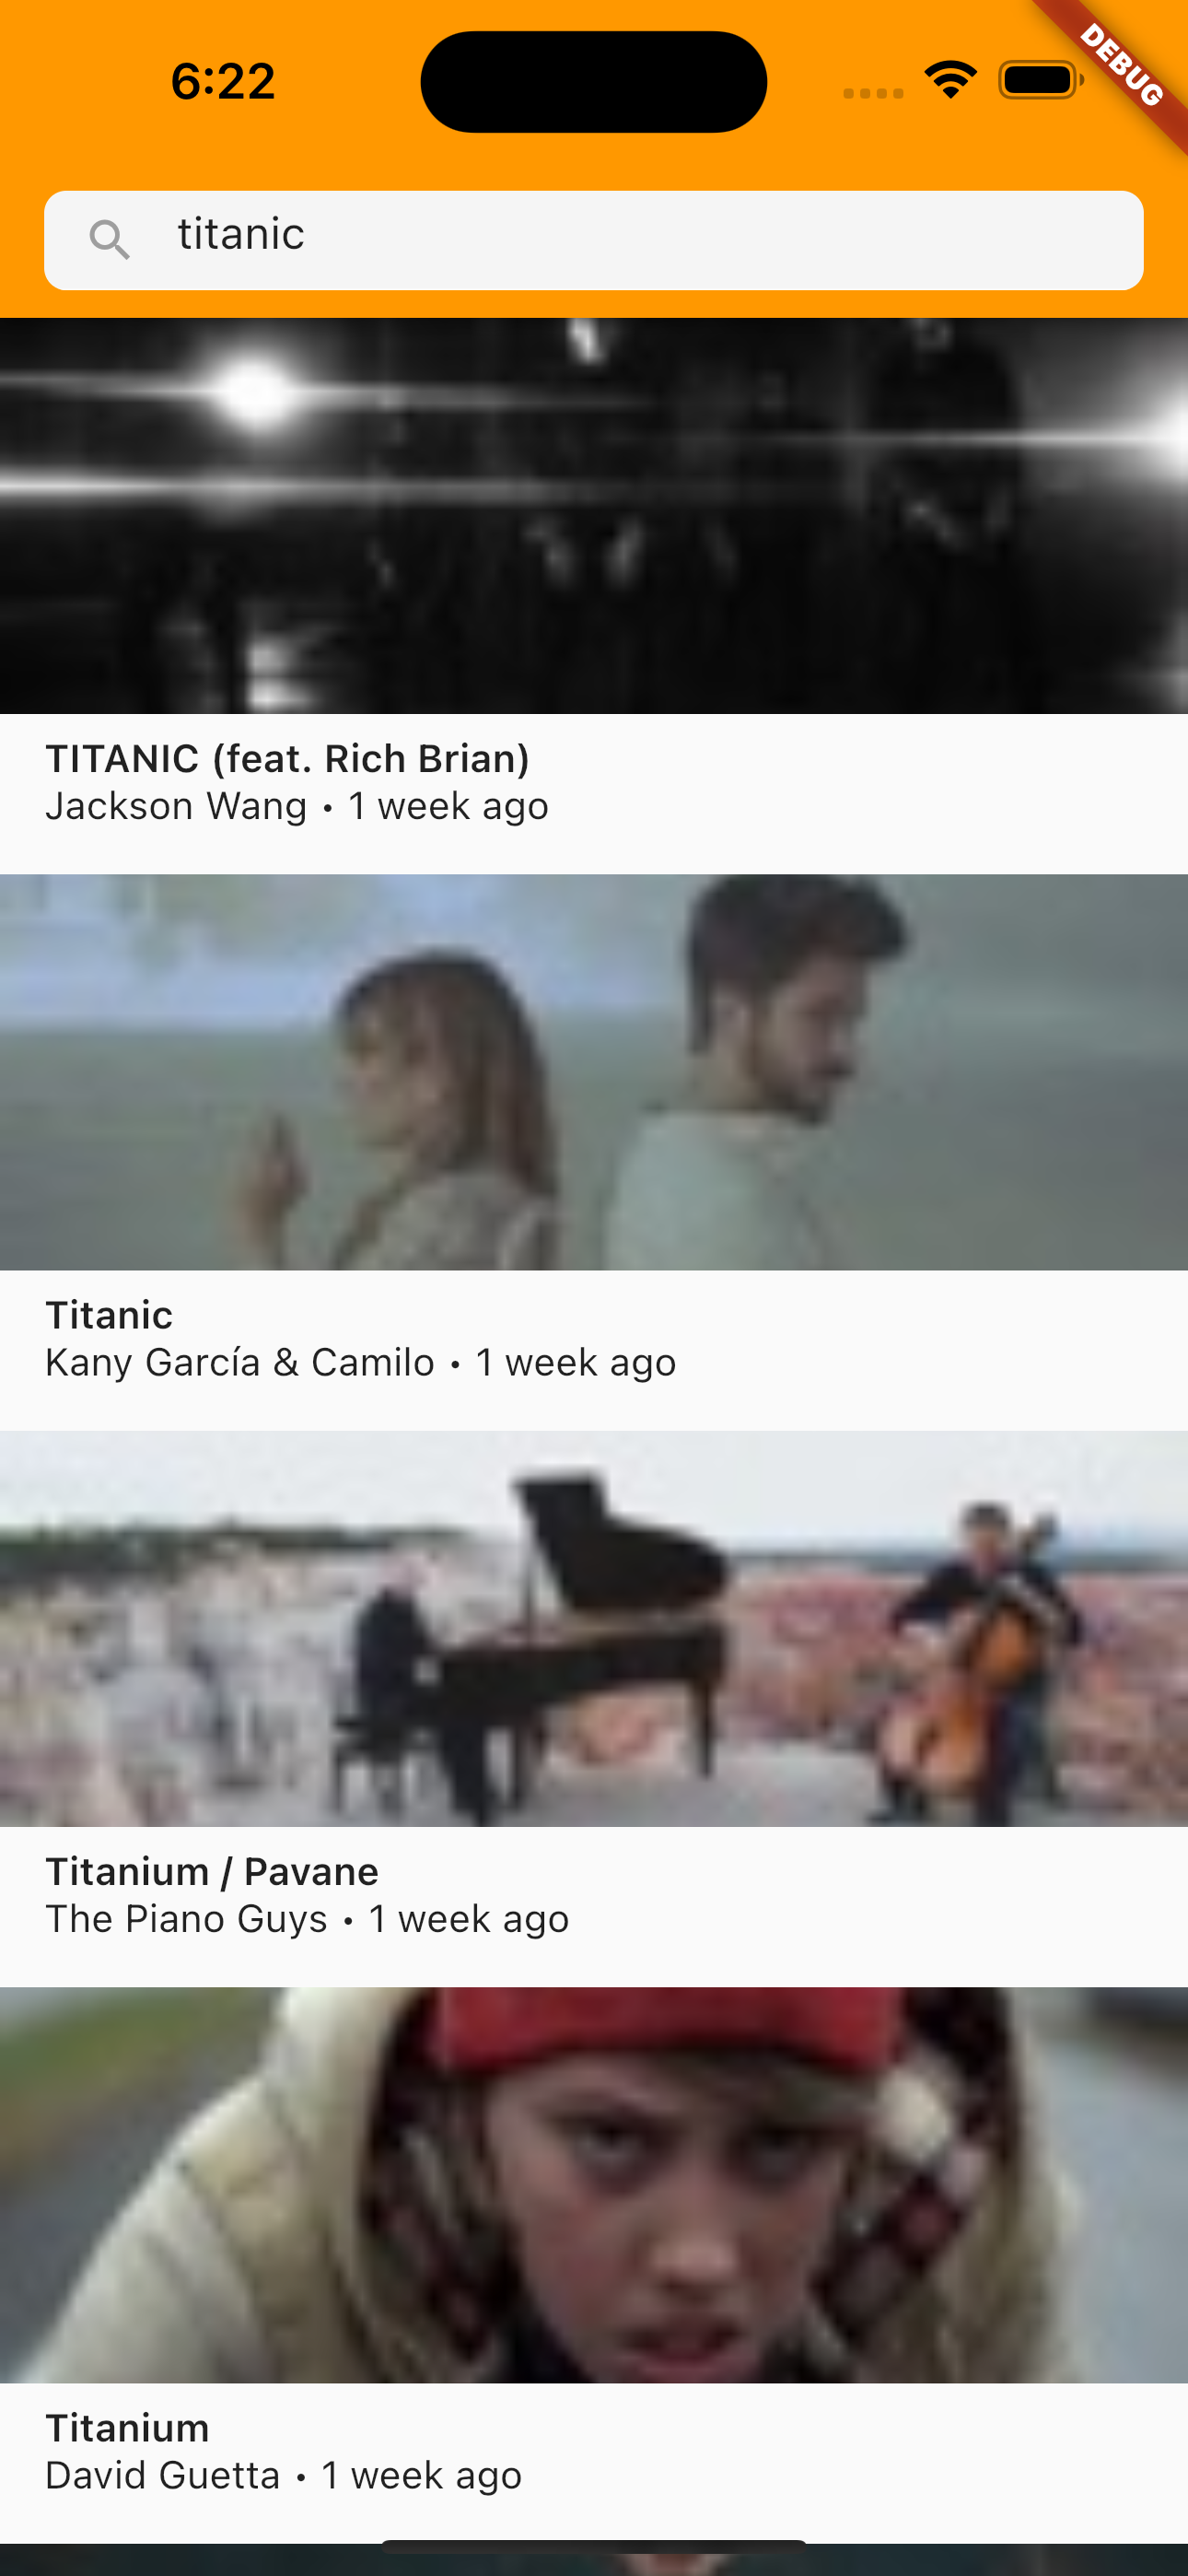 6:22
DEBUG
titanic
TITANIC (feat. Rich Brian)
Jackson Wang • 1 week ago
Titanic
Kany García & Camilo • 1 week ago
Titanium / Pavane
The Piano Guys • 1 week ago
Titanium
David Guetta • 1 week ago